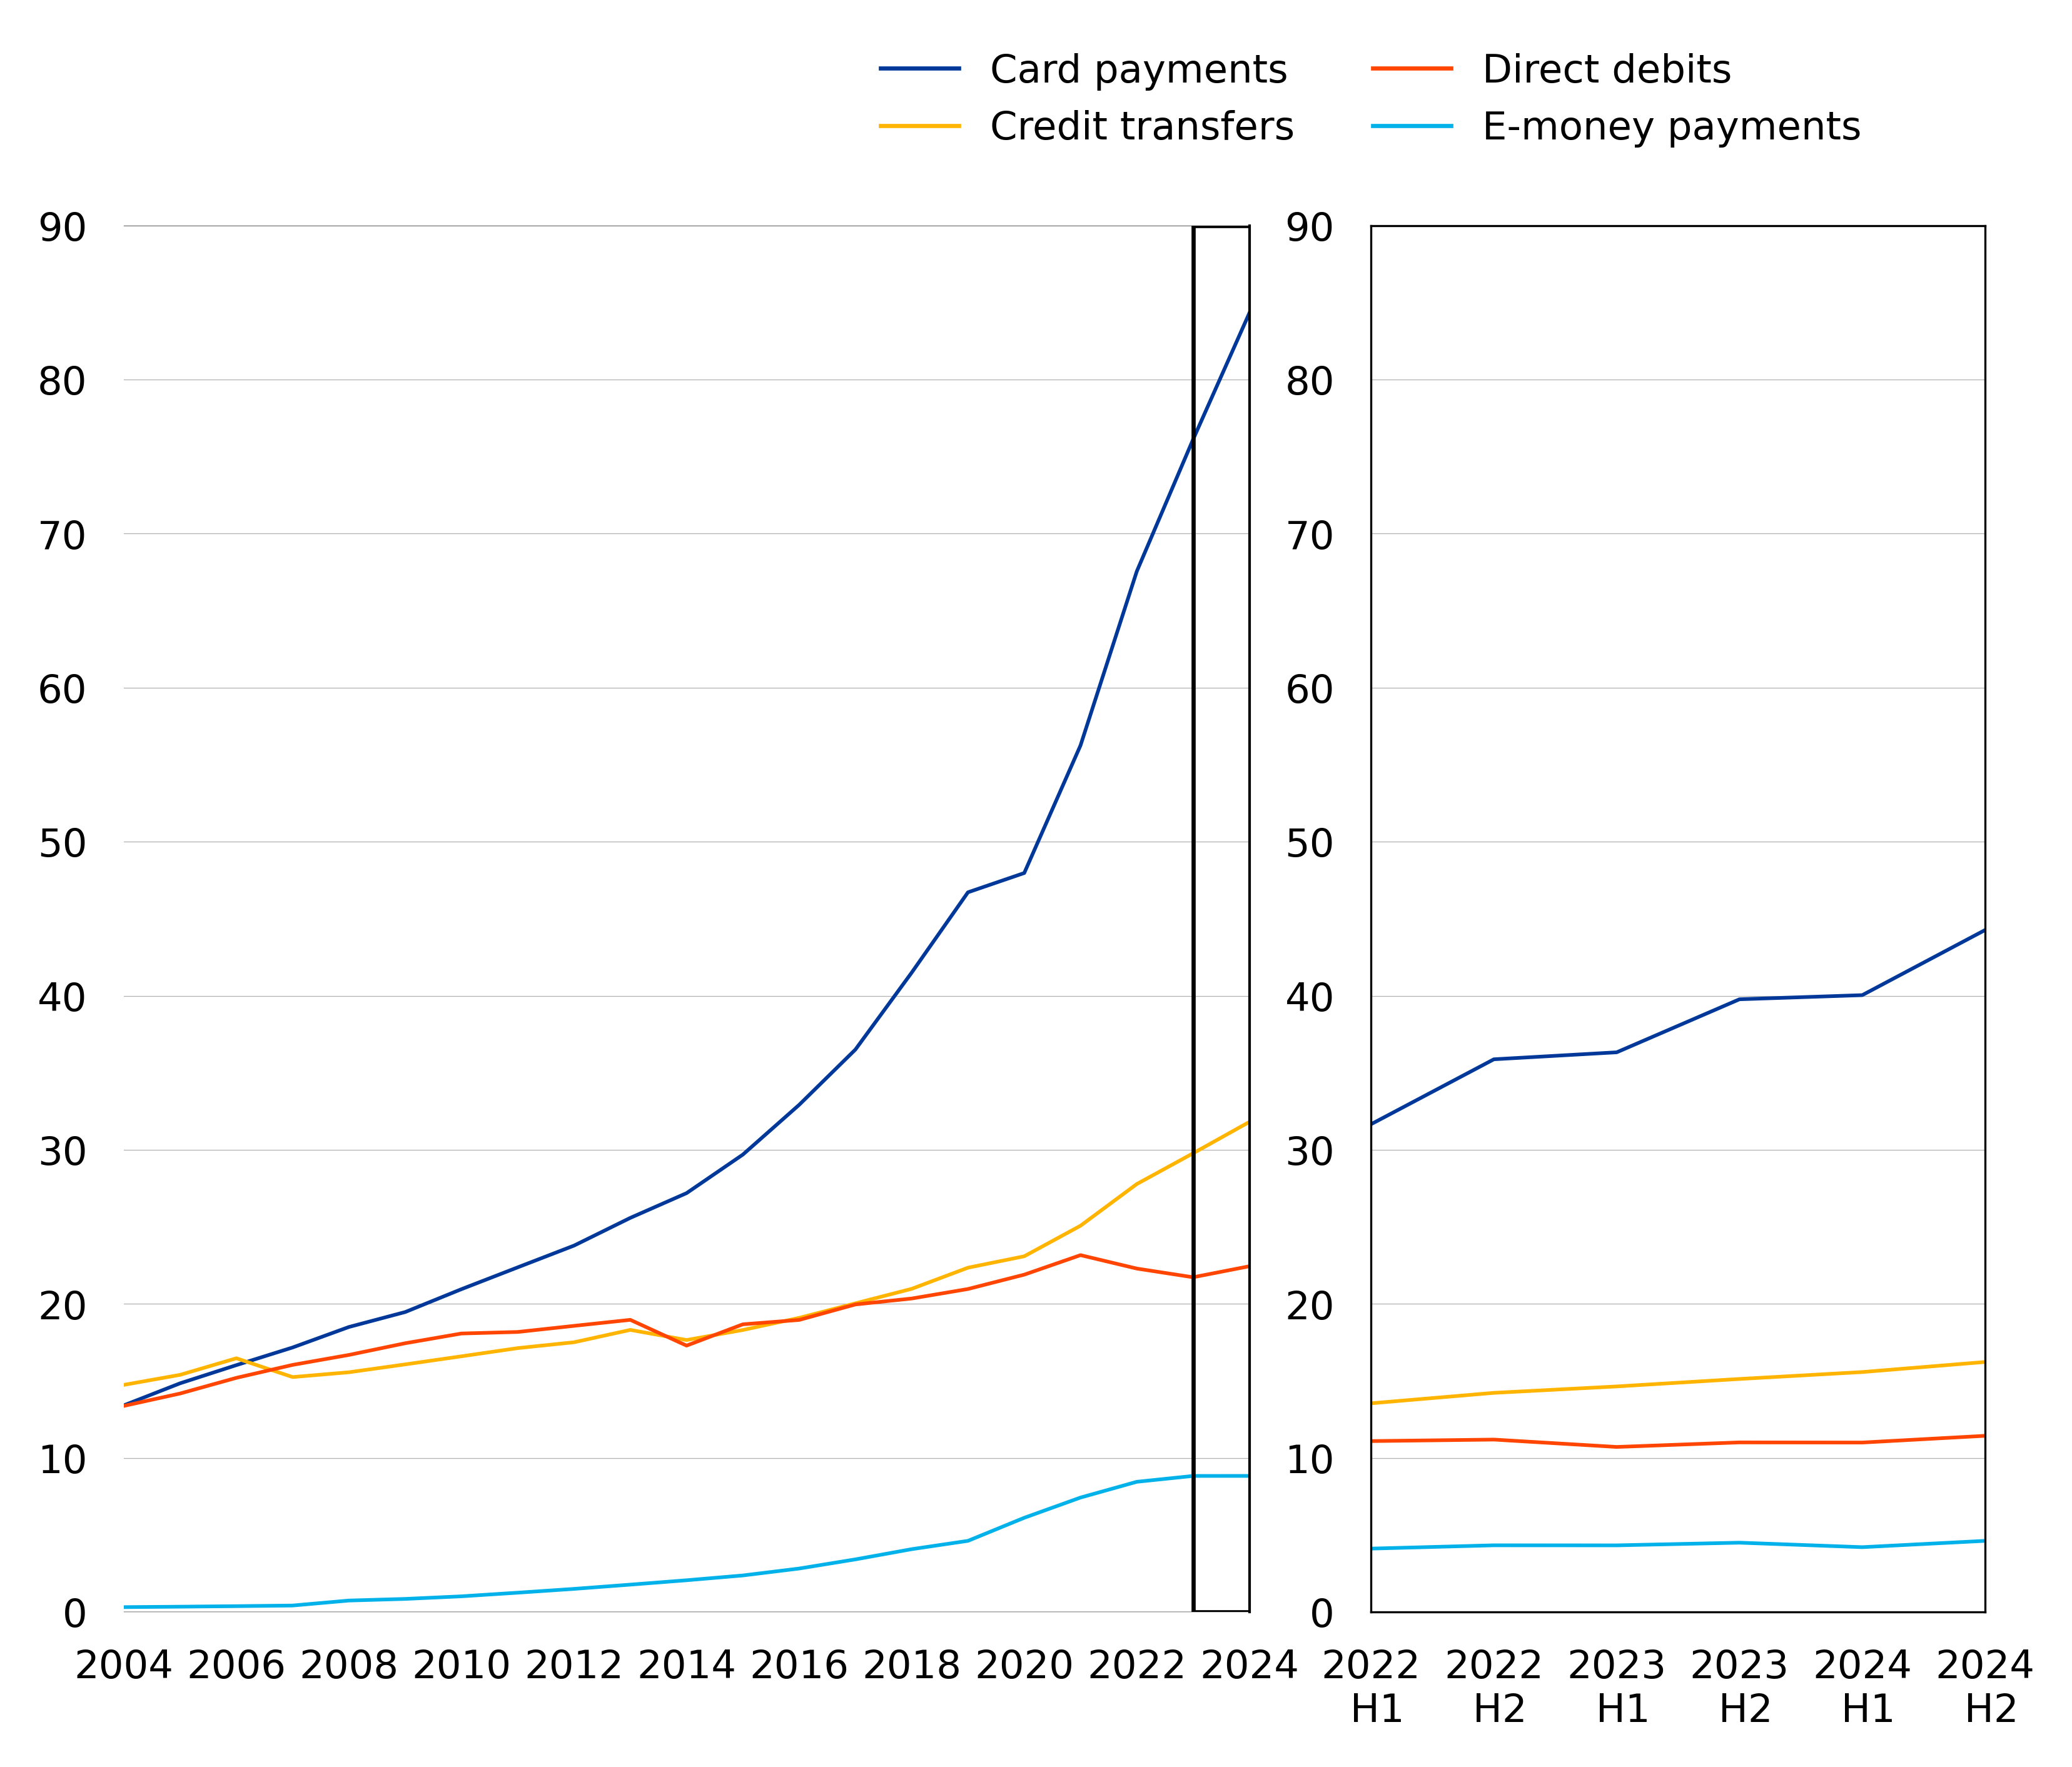 Card payments
Credit transfers
Direct debits
E-money payments
90
80
70
60
50
40
30
20
10
0
2004 2006 2008 2010 2012 2014 2016 2018 2020 2022 2024
90
80
70
60
50
40
30
20
10
0
2022 2022 2023 2023 2024 2024
H1 H2 H1 H2 H1 H2